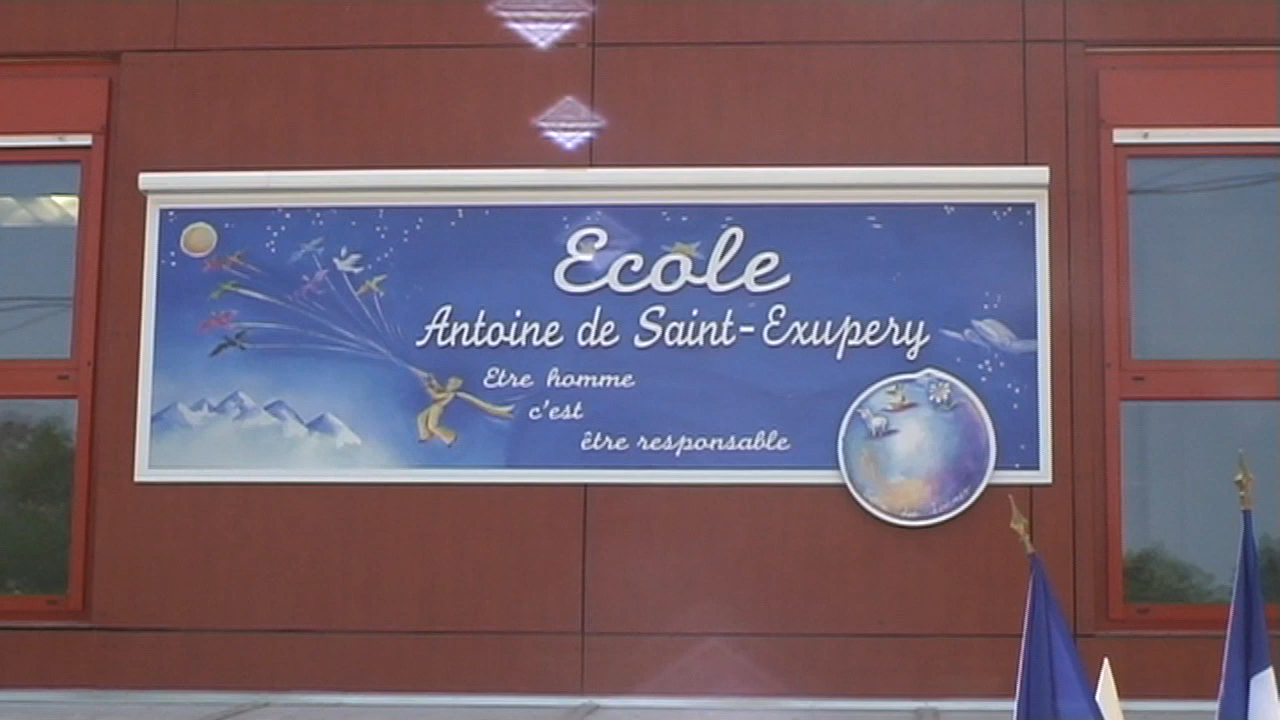 Ecole
Antoine de Saint-Exupery
Etre homme
c'est
être responsable